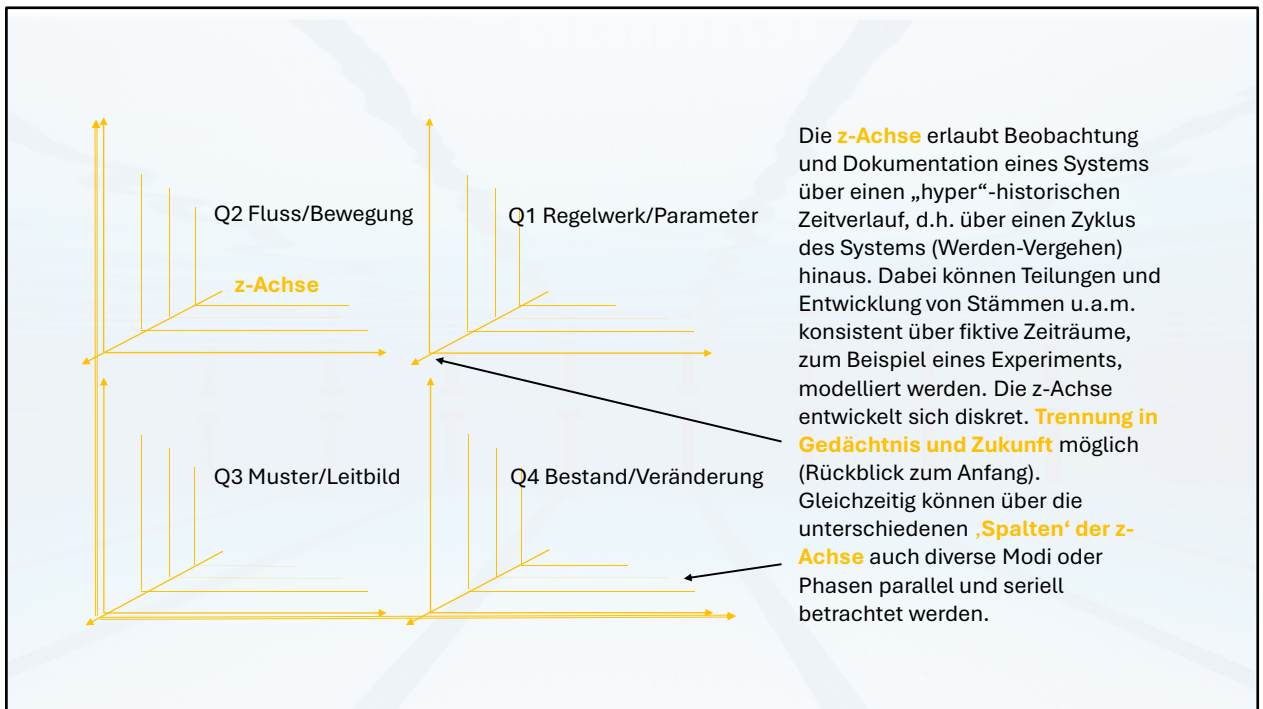 Q2 Fluss/Bewegung
z-Achse
Q1 Regelwerk/Parameter
Q3 Muster/Leitbild
Q4 Bestand/Veränderung
Die z-Achse erlaubt Beobachtung
und Dokumentation eines Systems
über einen „hyper“-historischen
Zeitverlauf, d.h. über einen Zyklus
des Systems (Werden-Vergehen)
hinaus. Dabei können Teilungen und
Entwicklung von Stämmen u.a.m.
konsistent über fiktive Zeiträume,
zum Beispiel eines Experiments,
modelliert werden. Die z-Achse
entwickelt sich diskret. Trennung in
Gedächtnis und Zukunft möglich
(Rückblick zum Anfang).
Gleichzeitig können über die
unterschiedenen ‚Spalten‘ der z-
Achse auch diverse Modi oder
Phasen parallel und seriell
betrachtet werden.